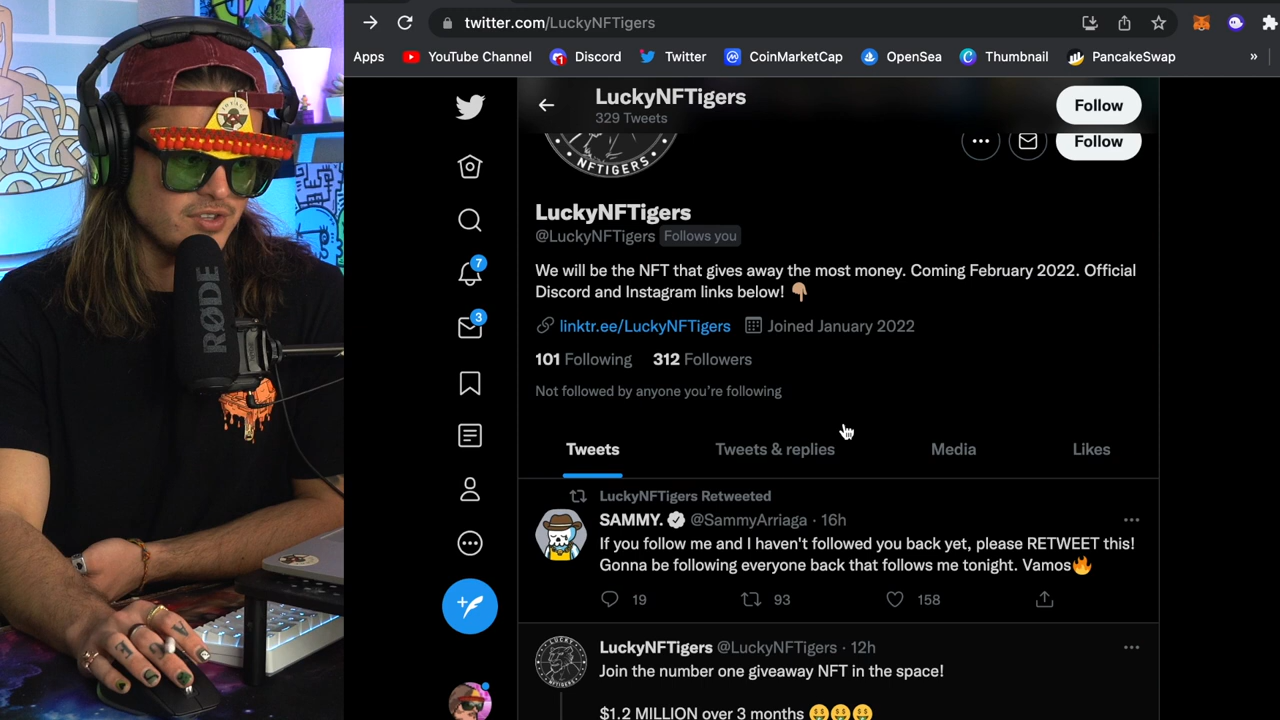 twitter.com/LuckyNFTigers
Apps
YouTube Channel
Discord
Twitter
CoinMarketCap
OpenSea
Thumbnail
PancakeSwap
»
LuckyNFTigers
329 Tweets
Follow
NFTIGERS
Follow
LuckyNFTigers
@LuckyNFTigers Follows you
We will be the NFT that gives away the most money. Coming February 2022. Official
Discord and Instagram links below! 👇🏽
linktr.ee/LuckyNFTigers Joined January 2022
101 Following 312 Followers
Not followed by anyone you're following
Tweets
Tweets & replies
Media
Likes
LuckyNFTigers Retweeted
SAMMY. @SammyArriaga · 16h
If you follow me and I haven't followed you back yet, please RETWEET this!
Gonna be following everyone back that follows me tonight. Vamos🔥
19 93 158
LuckyNFTigers @LuckyNFTigers · 12h
Join the number one giveaway NFT in the space!
$1.2 MILLION over 3 months 🤑🤑🤑
7
3
RØDE